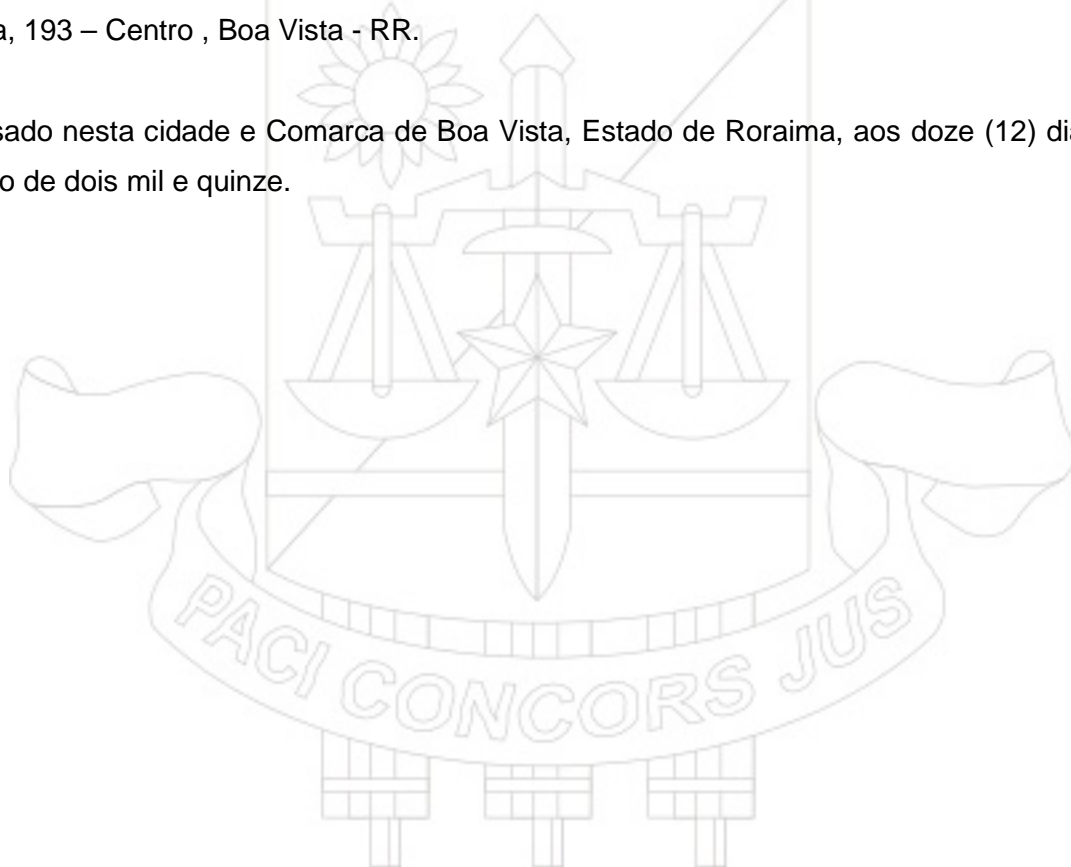 a, 193 – Centro , Boa Vista - RR.
sado nesta cidade e Comarca de Boa Vista, Estado de Roraima, aos doze (12) dia
o de dois mil e quinze.
PACI CONCORS JUS